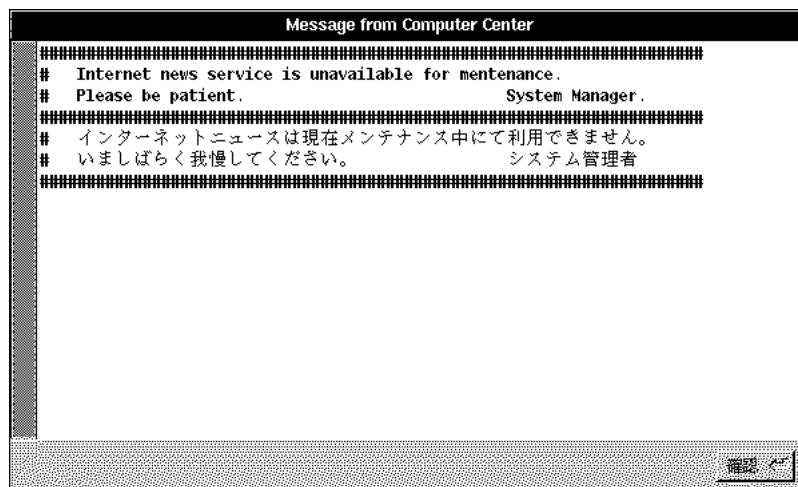 Message from Computer Center
######################################################################
# Internet news service is unavailable for mentenance.
# Please be patient. System Manager.
######################################################################
# インターネットニュースは現在メンテナンス中にて利用できません。
# いましばらく我慢してください。 システム管理者
######################################################################
確認